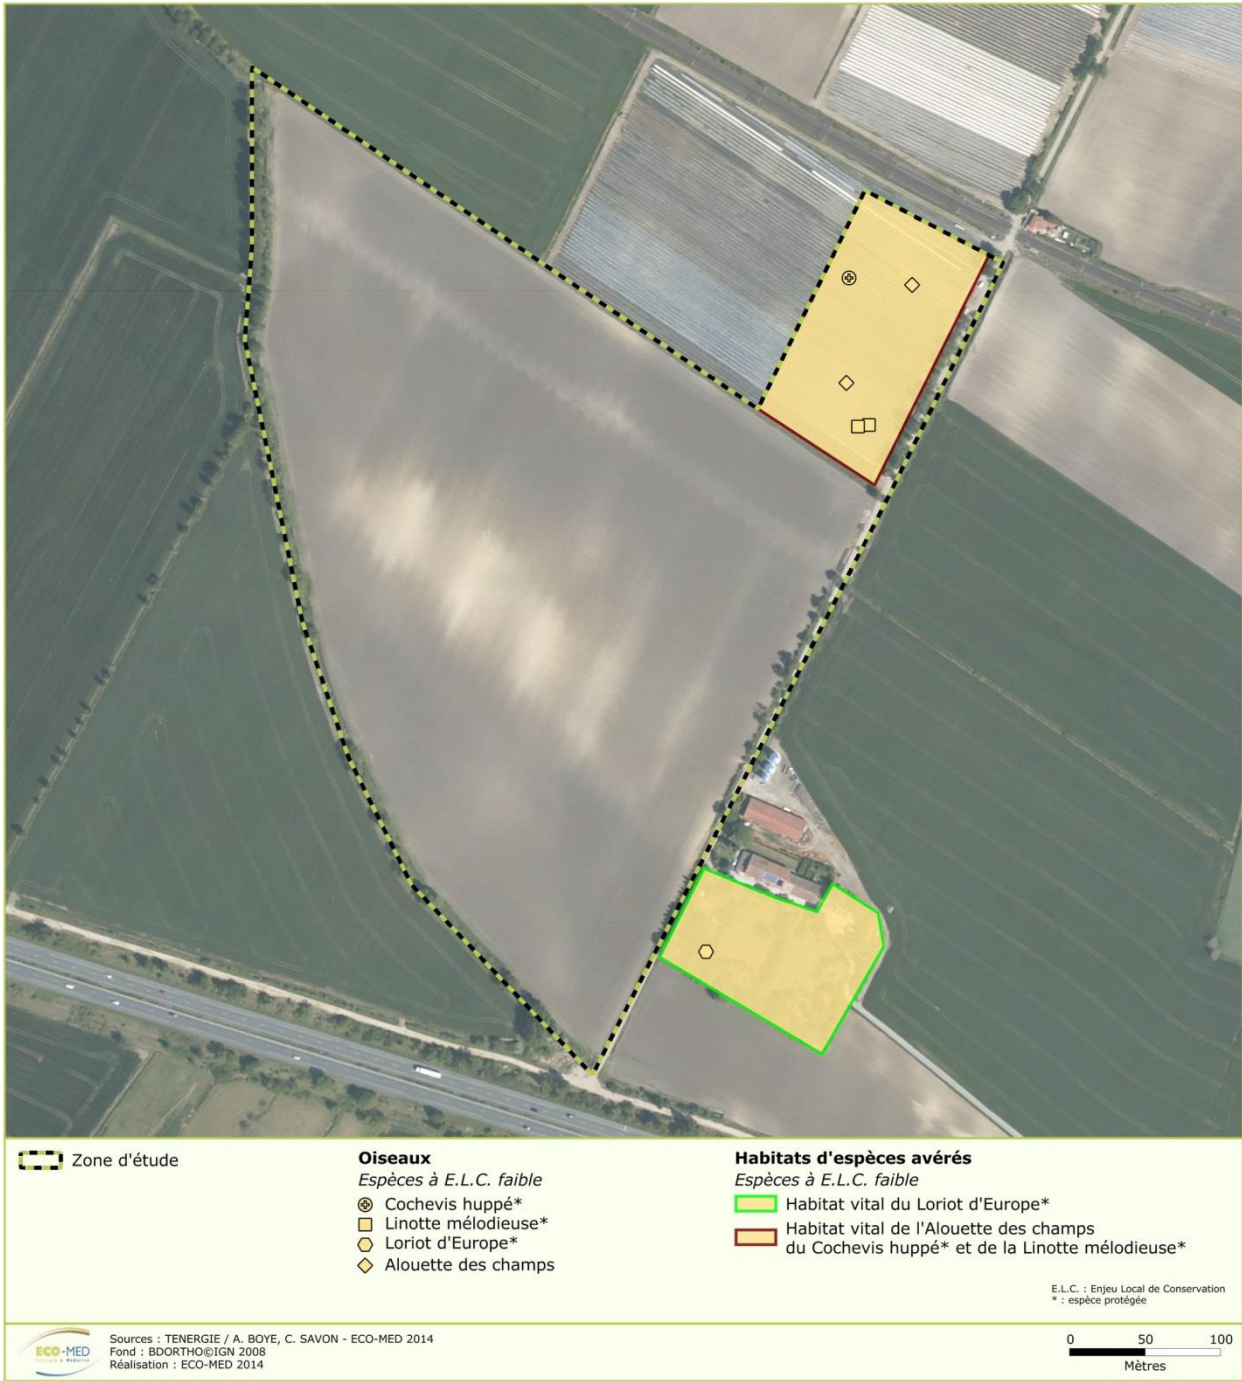 Zone d'étude
Oiseaux
Espèces à E.L.C. faible
Cochevis huppé*
Linotte mélodieuse*
Loriot d'Europe*
Alouette des champs
Habitats d'espèces avérés
Espèces à E.L.C. faible
Habitat vital du Loriot d'Europe*
Habitat vital de l'Alouette des champs
du Cochevis huppé* et de la Linotte mélodieuse*
E.L.C. : Enjeu Local de Conservation
* : espèce protégée
ECO-MED
Sources : TENERGIE / A. BOYE, C. SAVON - ECO-MED 2014
Fond : BDORTHO©IGN 2008
Réalisation : ECO-MED 2014
0 50 100
Mètres